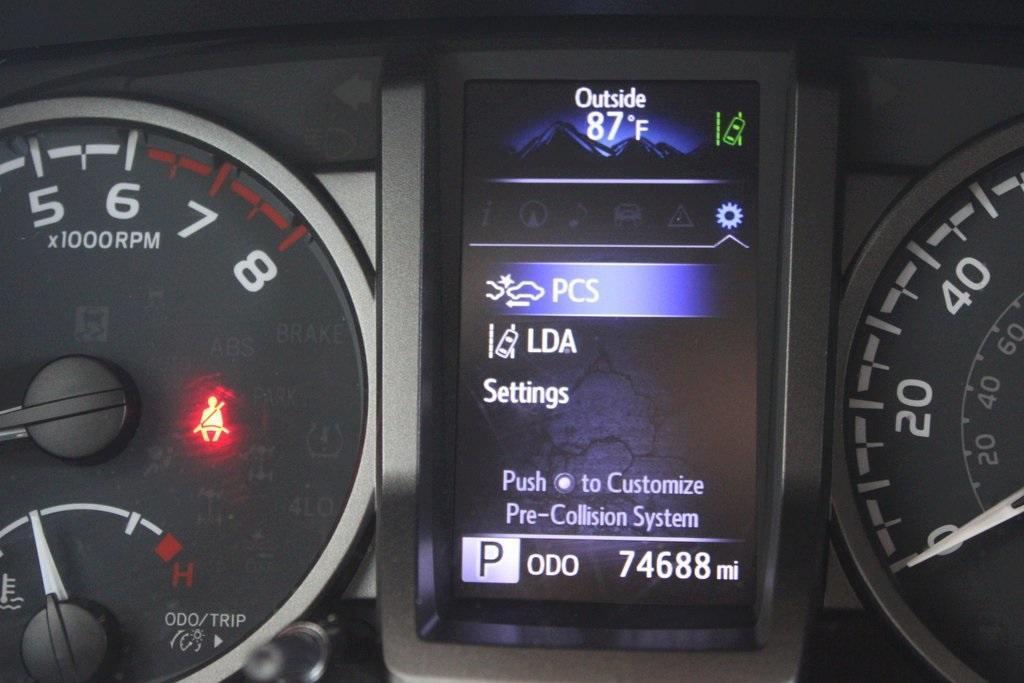 Outside
87°F
5 6 7 8
x1000RPM
BRAKE
ABS
PARK
4LO
H
ODO/TRIP
i
PCS
LDA
Settings
Push to Customize
Pre-Collision System
P ODO 74688 mi
40
20
0
60
40
20